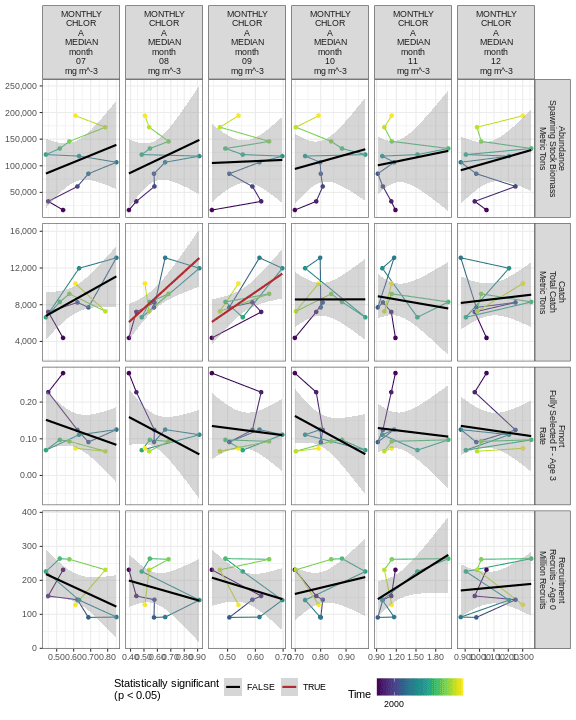 MONTHLY
CHLOR
A
MEDIAN
month
07
mg m^-3
MONTHLY
CHLOR
A
MEDIAN
month
08
mg m^-3
MONTHLY
CHLOR
A
MEDIAN
month
09
mg m^-3
MONTHLY
CHLOR
A
MEDIAN
month
10
mg m^-3
MONTHLY
CHLOR
A
MEDIAN
month
11
mg m^-3
MONTHLY
CHLOR
A
MEDIAN
month
12
mg m^-3
250,000
200,000
150,000
100,000
50,000
Abundance
Spawning Stock Biomass
Metric Tons
16,000
12,000
8,000
4,000
Catch
Total Catch
Metric Tons
0.20
0.10
0.00
Fmort
Fully Selected F - Age 3
Rate
400
300
200
100
0
Recruitment
Recruits - Age 0
Million Recruits
0.50 0.60 0.70 0.80
0.40 0.50 0.60 0.70 0.80 0.90
0.50 0.60 0.70
0.70 0.80 0.90
0.90 1.20 1.50 1.80
0.90 1.00 1.10 1.20 1.300
Statistically significant
(p < 0.05)
FALSE
TRUE
Time
2000